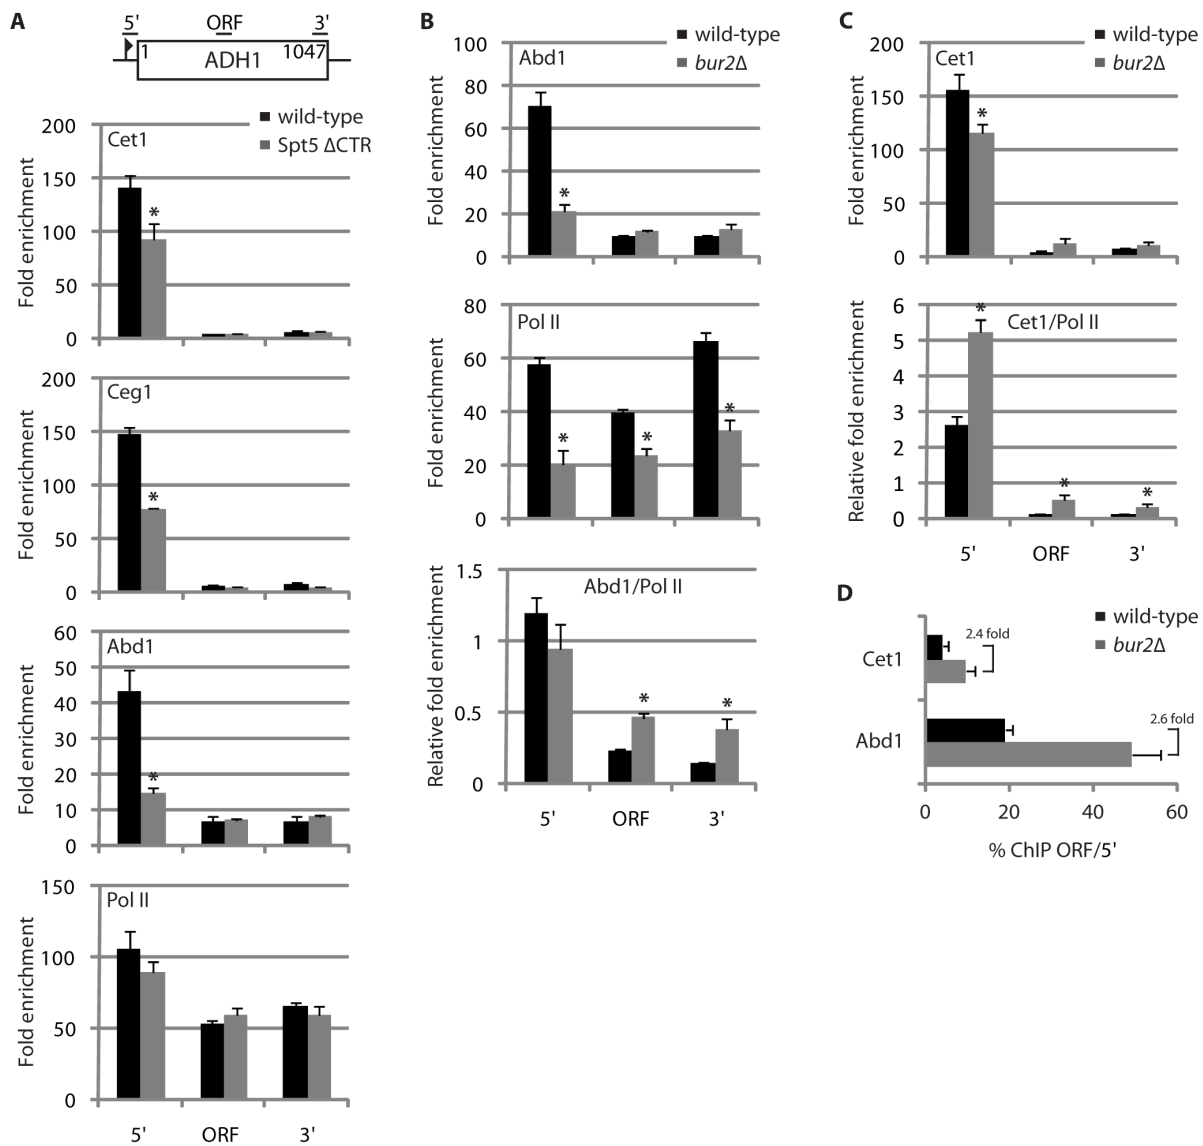 A
5' ORF 3'
1 ADH1 1047
wild-type
Spt5 ΔCTR
Cet1
Fold enrichment
200
150
100
50
0
*
Ceg1
Fold enrichment
200
150
100
50
0
*
Abd1
Fold enrichment
60
50
40
30
20
10
0
*
Pol II
Fold enrichment
150
100
50
0
5' ORF 3'
B
wild-type
bur2Δ
Abd1
Fold enrichment
100
80
60
40
20
0
*
Pol II
Fold enrichment
80
60
40
20
0
* * *
Abd1/Pol II
Relative fold enrichment
1.5
1
0.5
0
* *
5' ORF 3'
C
wild-type
bur2Δ
Cet1
Fold enrichment
200
150
100
50
0
*
Cet1/Pol II
Relative fold enrichment
6
5
4
3
2
1
0
* * *
5' ORF 3'
D
wild-type
bur2Δ
Cet1
2.4 fold
Abd1
2.6 fold
0 20 40 60
% ChIP ORF/5'